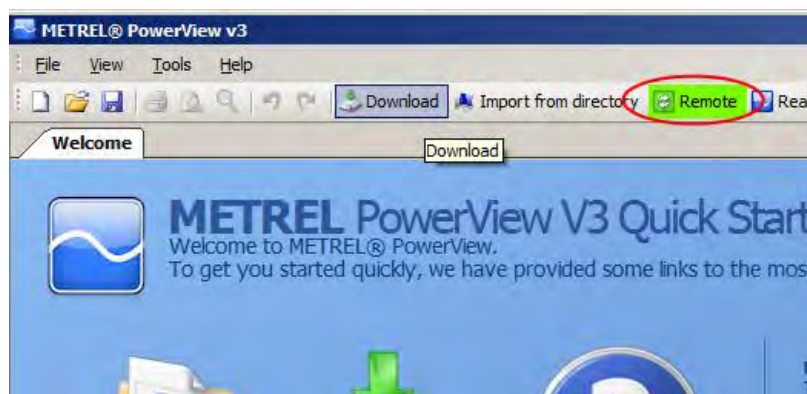 METREL® PowerView v3
File View Tools Help
Download Import from directory Remote Rea
Welcome
Download
METREL PowerView V3 Quick Start
Welcome to METREL® PowerView.
To get you started quickly, we have provided some links to the mos